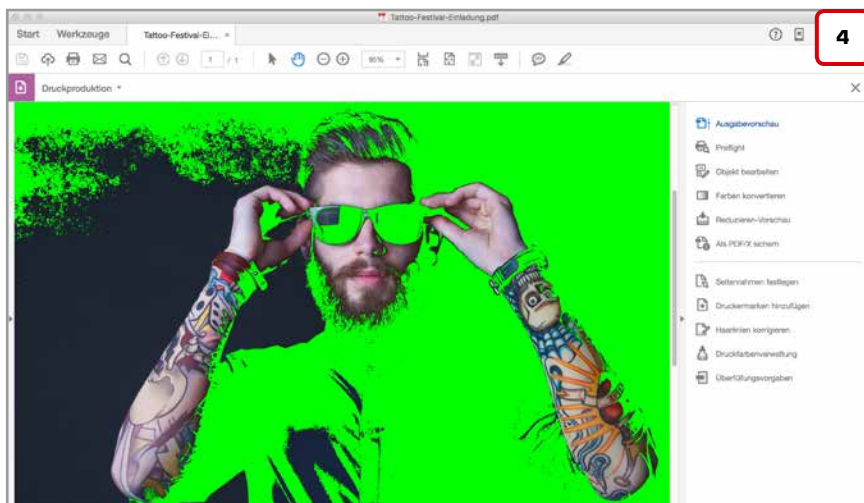 Tattoo-Festival-Einladung.pdf
4
Start Werkzeuge Tattoo-Festival-Ei... ×
1 / 1 95%
Druckproduktion
Ausgabevorschau
Preflight
Objekt bearbeiten
Farben konvertieren
Reduzieren-Vorschau
Als PDF/X sichern
Seitenrahmen festlegen
Druckermarken hinzufügen
Haarlinien korrigieren
Druckfarbenverwaltung
Überfüllungsvorgaben